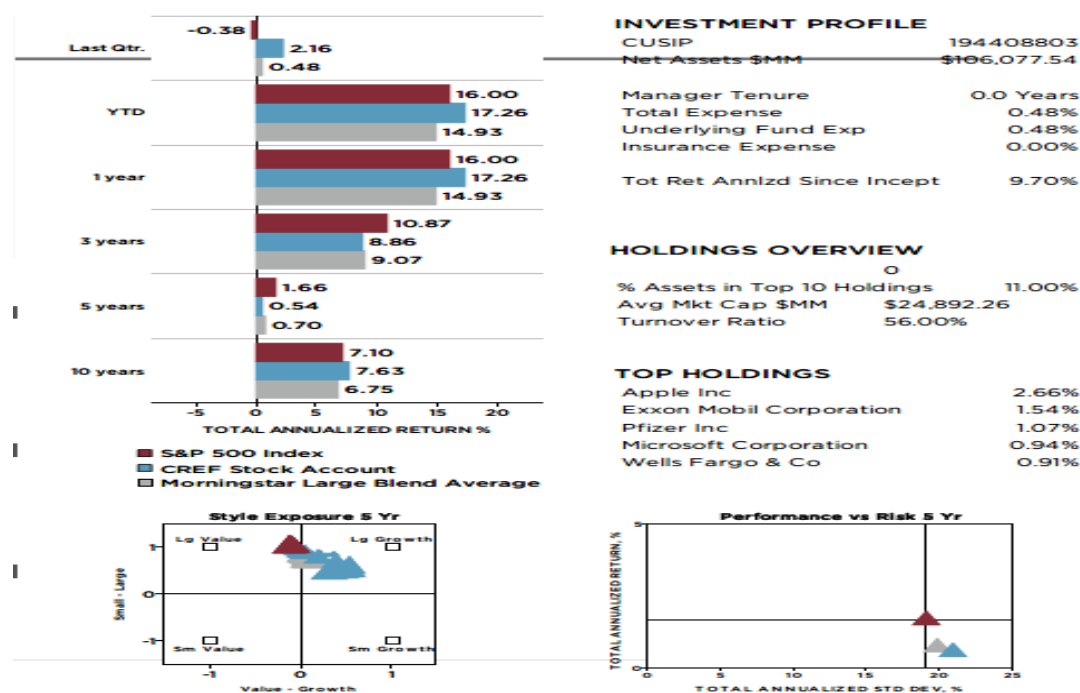 Last Qtr.
-0.38
2.16
0.48
YTD
16.00
17.26
14.93
1 year
16.00
17.26
14.93
3 years
10.87
8.86
9.07
5 years
1.66
0.54
0.70
10 years
7.10
7.63
6.75
-5 0 5 10 15 20
TOTAL ANNUALIZED RETURN %
S&P 500 Index
CREF Stock Account
Morningstar Large Blend Average
INVESTMENT PROFILE
CUSIP 194408803
Net Assets $MM $106,077.54
Manager Tenure 0.0 Years
Total Expense 0.48%
Underlying Fund Exp 0.48%
Insurance Expense 0.00%
Tot Ret Annlzd Since Incept 9.70%
HOLDINGS OVERVIEW
0
% Assets in Top 10 Holdings 11.00%
Avg Mkt Cap $MM $24,892.26
Turnover Ratio 56.00%
TOP HOLDINGS
Apple Inc 2.66%
Exxon Mobil Corporation 1.54%
Pfizer Inc 1.07%
Microsoft Corporation 0.94%
Wells Fargo & Co 0.91%
Style Exposure 5 Yr
Lg Value Lg Growth
1
0
-1
Small - Large
Sm Value Sm Growth
-1 0 1
Value - Growth
Performance vs Risk 5 Yr
TOTAL ANNUALIZED RETURN, %
5
0
0 5 10 15 20 25
TOTAL ANNUALIZED STD DEV, %